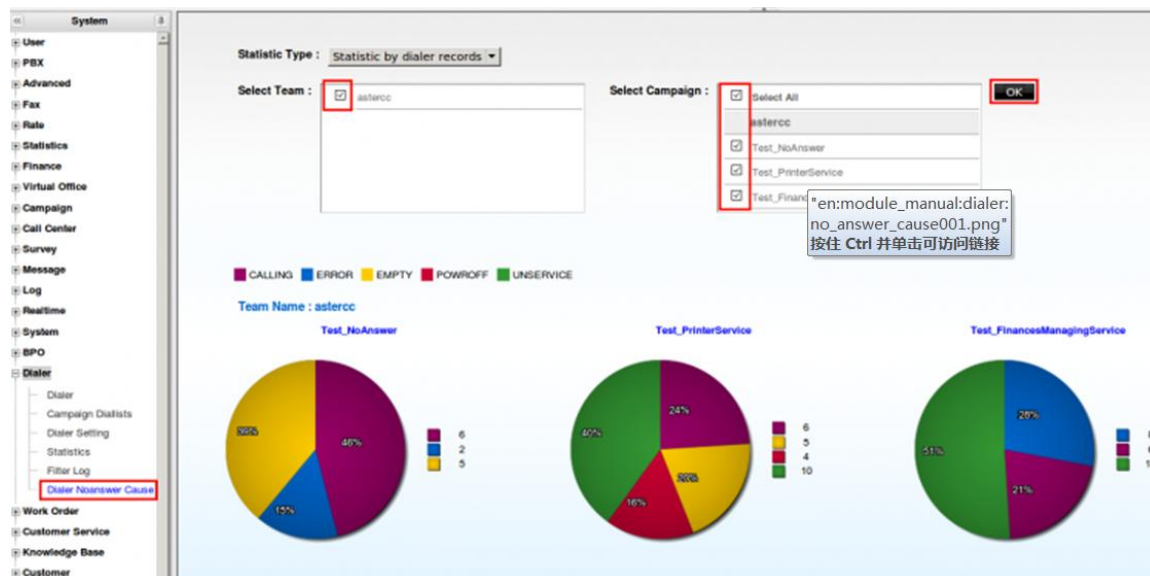 System
User
PBX
Advanced
Fax
Rate
Statistics
Finance
Virtual Office
Campaign
Call Center
Survey
Message
Log
Realtime
System
BPO
Dialer
Dialer
Campaign Diallists
Dialer Setting
Statistics
Filter Log
Dialer Noanswer Cause
Work Order
Customer Service
Knowledge Base
Customer
Statistic Type : Statistic by dialer records
Select Team :
astercc
Select Campaign :
Select All
astercc
Test_NoAnswer
Test_PrinterService
OK
"en:module_manual:dialer:
no_answer_cause001.png"
按住 Ctrl 并单击可访问链接
CALLING ERROR EMPTY POWROFF UNSERVICE
Team Name : astercc
Test_NoAnswer
46%
15%
6
2
5
Test_PrinterService
24%
20%
16%
40%
6
5
4
10
Test_FinancesManagingService
28%
21%
51%